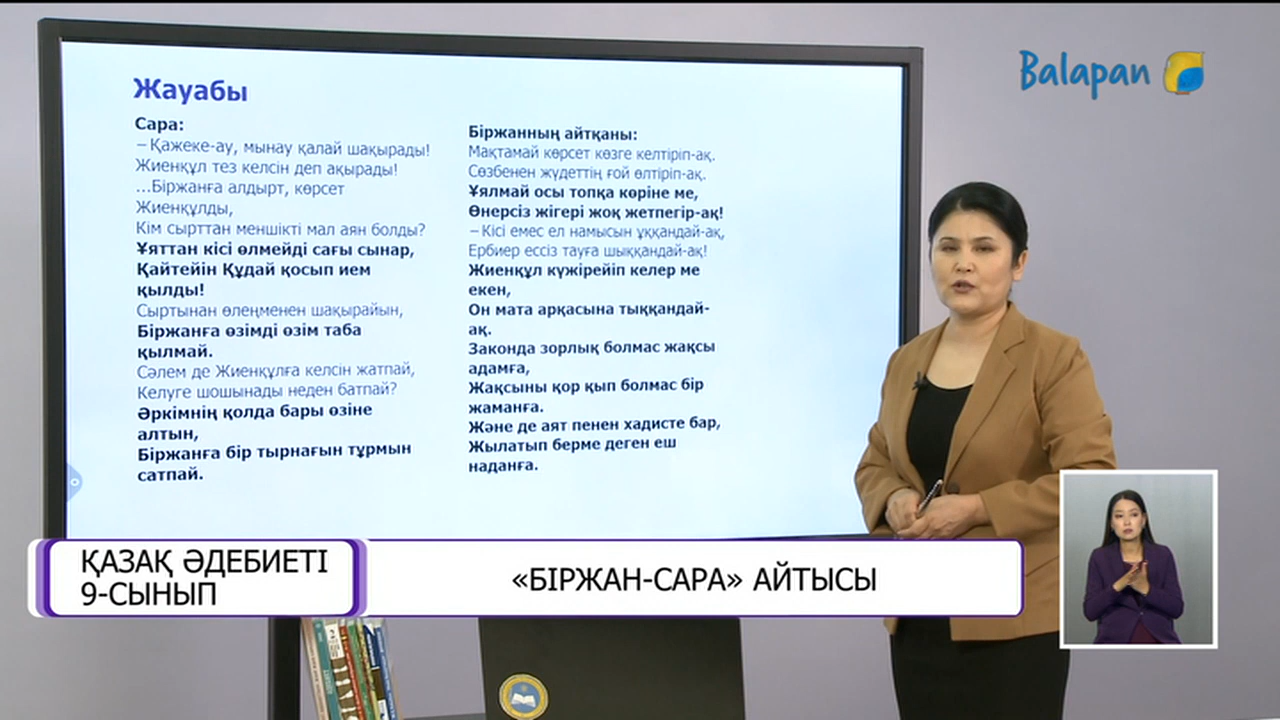 Жауабы
Сара:
– Қажеке-ау, мынау қалай шақырады!
Жиенқұл тез келсін деп ақырады!
...Біржанға алдырт, көрсет
Жиенқұлды,
Кім сырттан меншікті мал аян болды?
Ұяттан кісі өлмейді сағы сынар,
Қайтейін Құдай қосып ием
қылды!
Сыртынан өлеңменен шақырайын,
Біржанға өзімді өзім таба
қылмай.
Сәлем де Жиенқұлға келсін жатпай,
Келуге шошынады неден батпай?
Әркімнің қолда бары өзіне
алтын,
Біржанға бір тырнағын тұрмын
сатпай.
Біржанның айтқаны:
Мақтамай көрсет көзге келтіріп-ақ.
Сөзбенен жүдеттің ғой өлтіріп-ақ.
Ұялмай осы топқа көріне ме,
Өнерсіз жігері жоқ жетпегір-ақ!
– Кісі емес ел намысын ұққандай-ақ,
Ербиер ессіз тауға шыққандай-ақ!
Жиенқұл күжірейіп келер ме
екен,
Он мата арқасына тыққандай-
ақ.
Законда зорлық болмас жақсы
адамға,
Жақсыны қор қып болмас бір
жаманға.
Және де аят пенен хадисте бар,
Жылатып берме деген еш
наданға.
Balapan
ҚАЗАҚ ӘДЕБИЕТІ
9-СЫНЫП
«БІРЖАН-САРА» АЙТЫСЫ